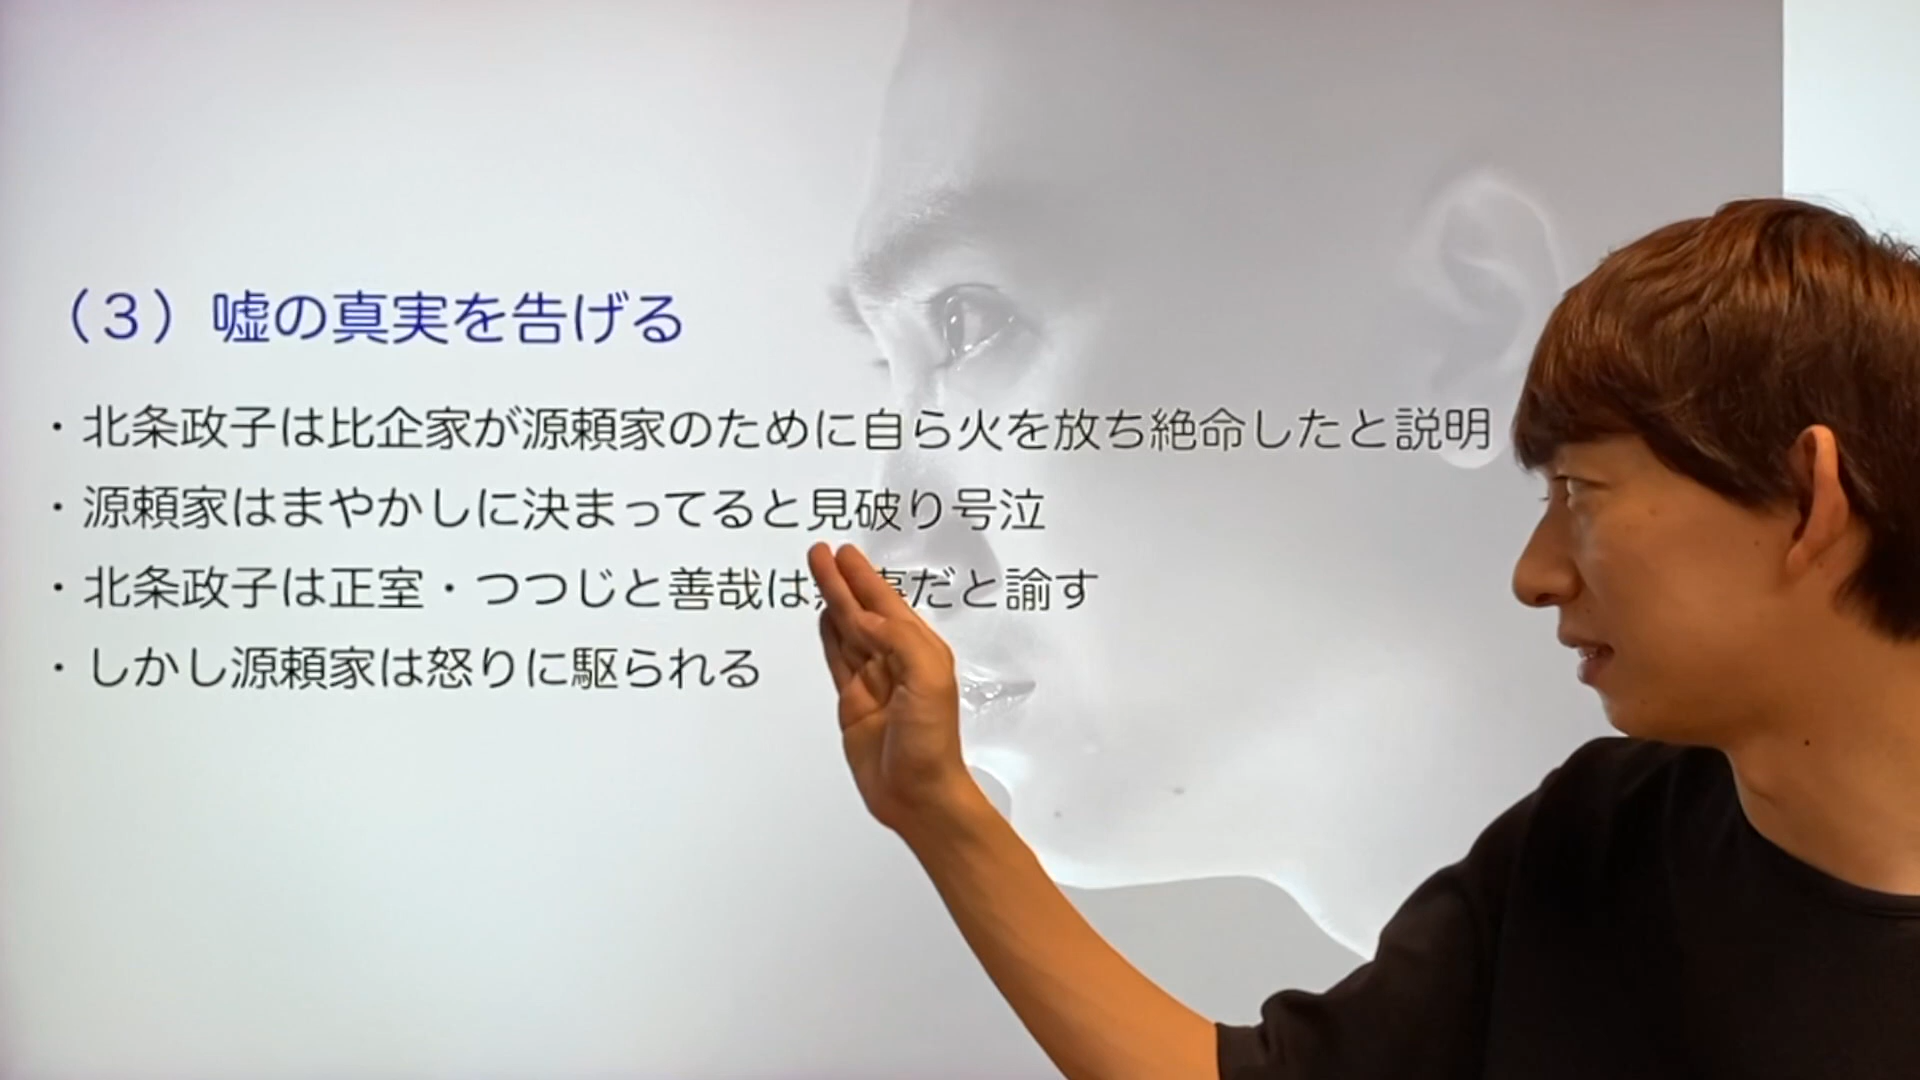 （３）嘘の真実を告げる
・北条政子は比企家が源頼家のために自ら火を放ち絶命したと説明
・源頼家はまやかしに決まってると見破り号泣
・北条政子は正室・つつじと善哉は だと諭す
・しかし源頼家は怒りに駆られる